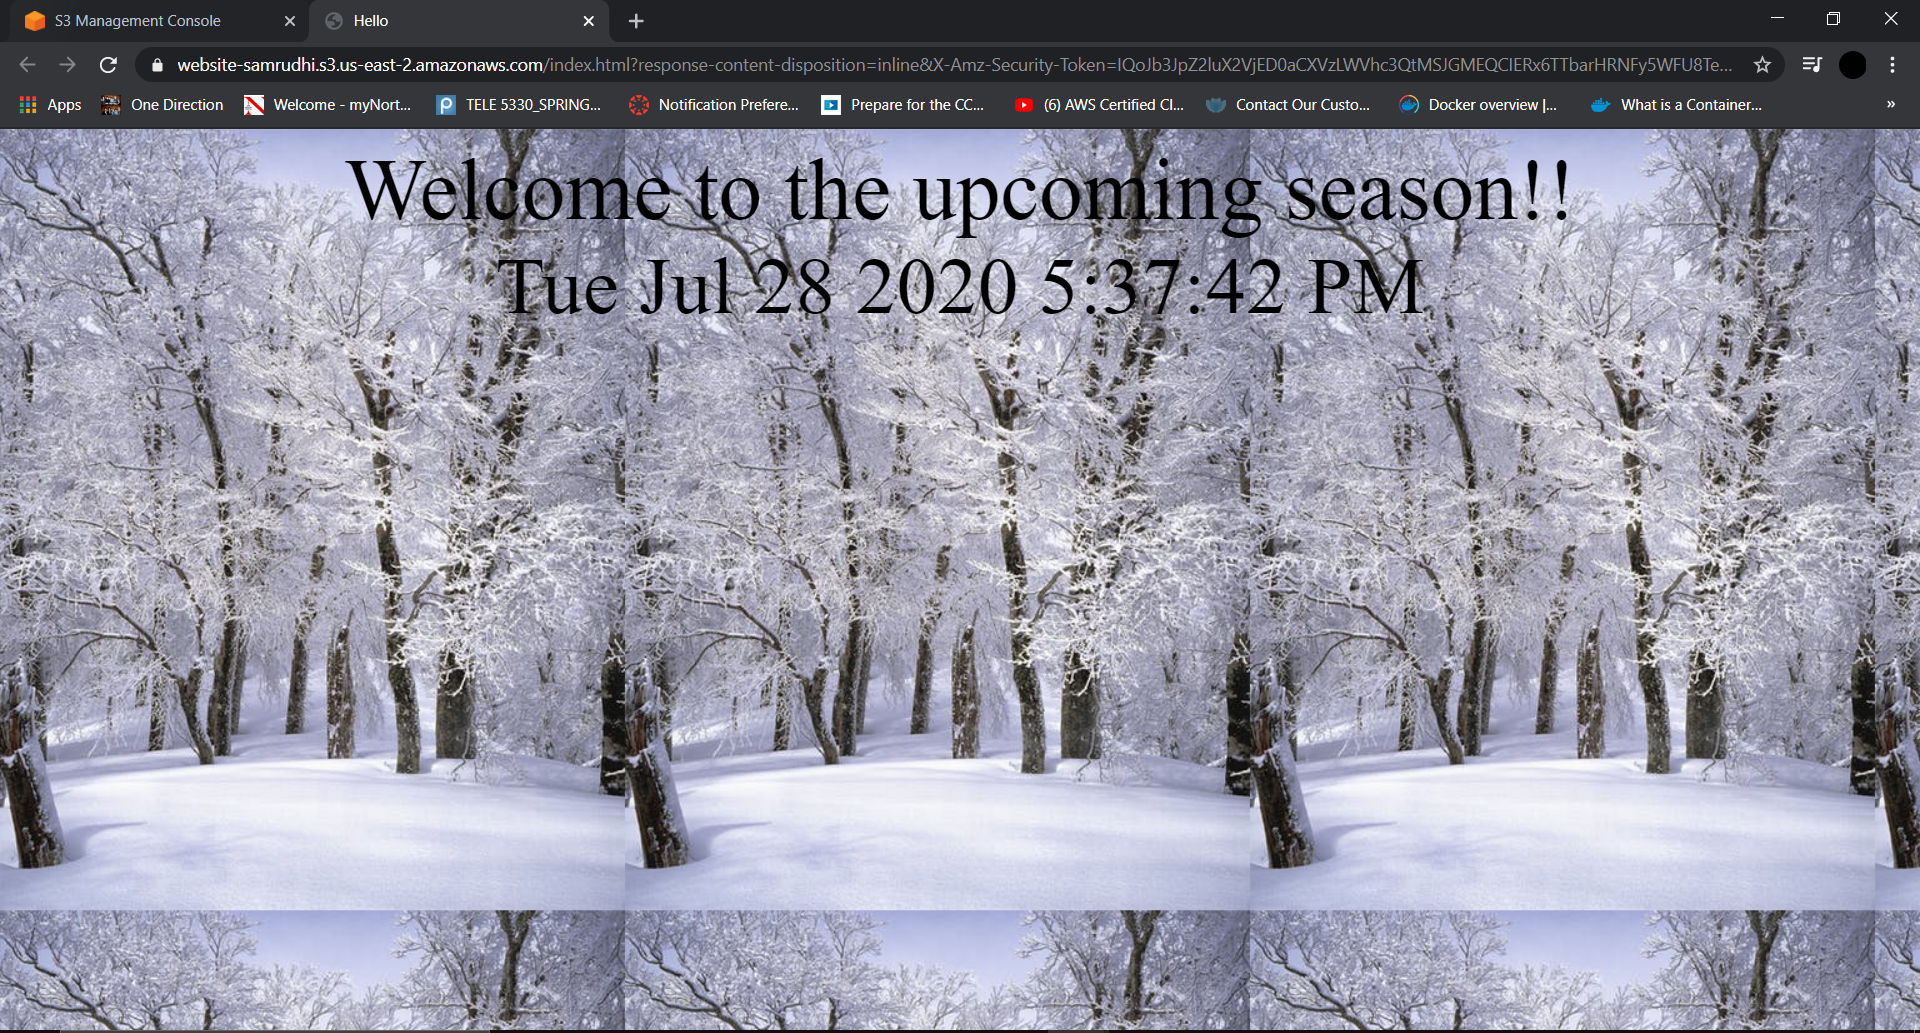 S3 Management Console
Hello
website-samrudhi.s3.us-east-2.amazonaws.com/index.html?response-content-disposition=inline&X-Amz-Security-Token=IQoJb3JpZ2luX2VjED0aCXVzLWVhc3QtMSJGMEQCIERx6TTbarHRNFy5WFU8Te...
Apps One Direction Welcome - myNort... TELE 5330_SPRING... Notification Prefere... Prepare for the CC... (6) AWS Certified Cl... Contact Our Custo... Docker overview |... What is a Container... »
Welcome to the upcoming season!!
Tue Jul 28 2020 5:37:42 PM